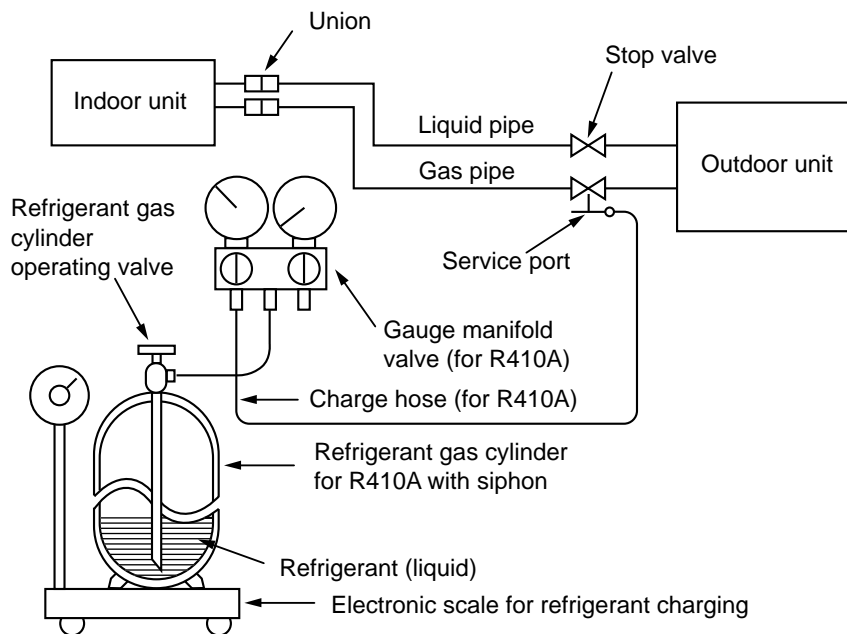 Union
Stop valve
Indoor unit
Liquid pipe
Gas pipe
Outdoor unit
Refrigerant gas
cylinder
operating valve
Service port
Gauge manifold
valve (for R410A)
Charge hose (for R410A)
Refrigerant gas cylinder
for R410A with siphon
Refrigerant (liquid)
Electronic scale for refrigerant charging